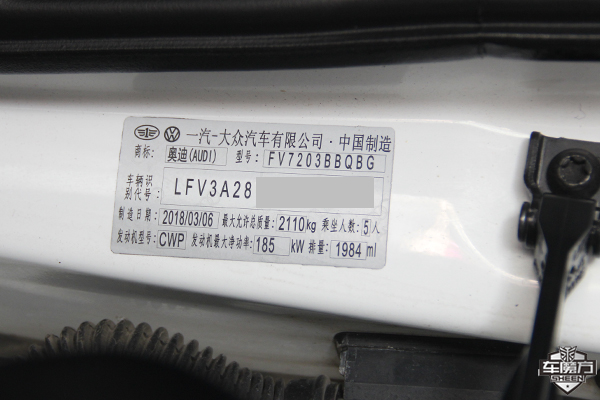 一汽-大众汽车有限公司·中国制造
商标: 奥迪(AUDI) 型号: FV7203BBQBG
车辆识别代号: LFV3A28
制造日期: 2018/03/06 最大允许总质量: 2110kg 乘坐人数: 5人
发动机型号: CWP 发动机最大净功率: 185 kW 排量: 1984 ml
车魔方
SHEEN